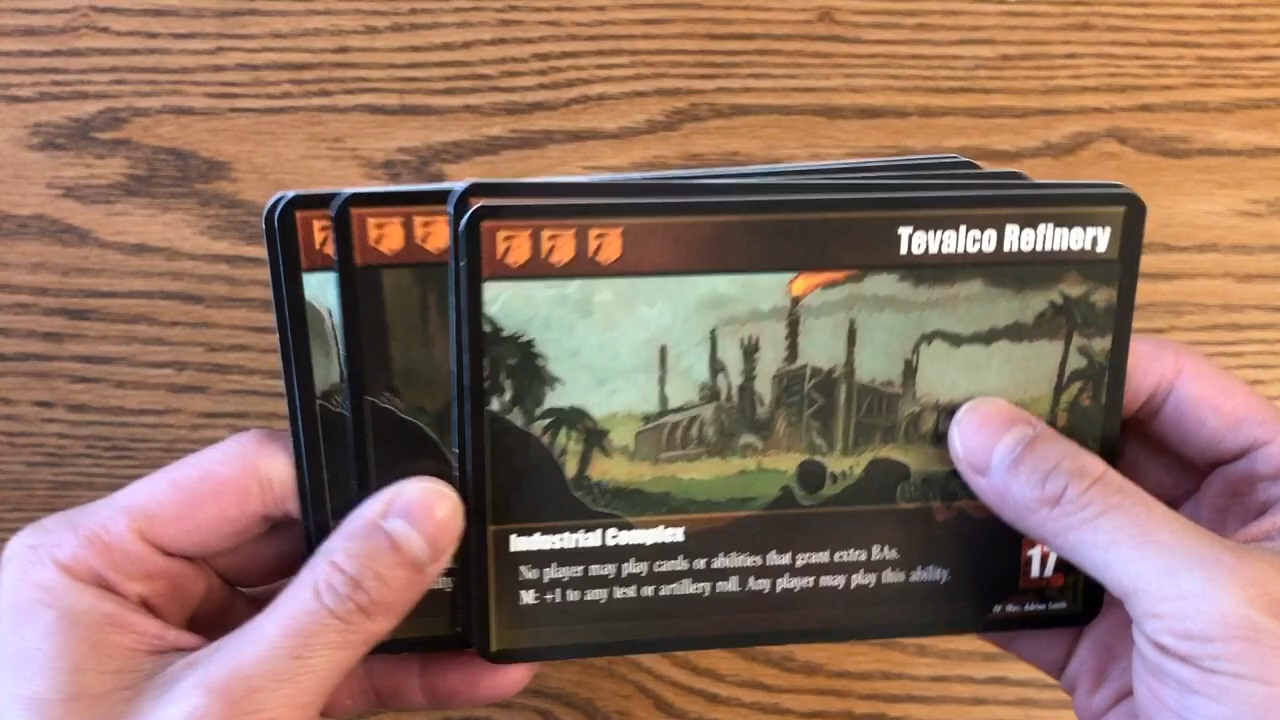 Tevalco Refinery
Industrial Complex
No player may play cards or abilities that grant extra BAs.
M: +1 to any test or artillery roll. Any player may play this ability.
17